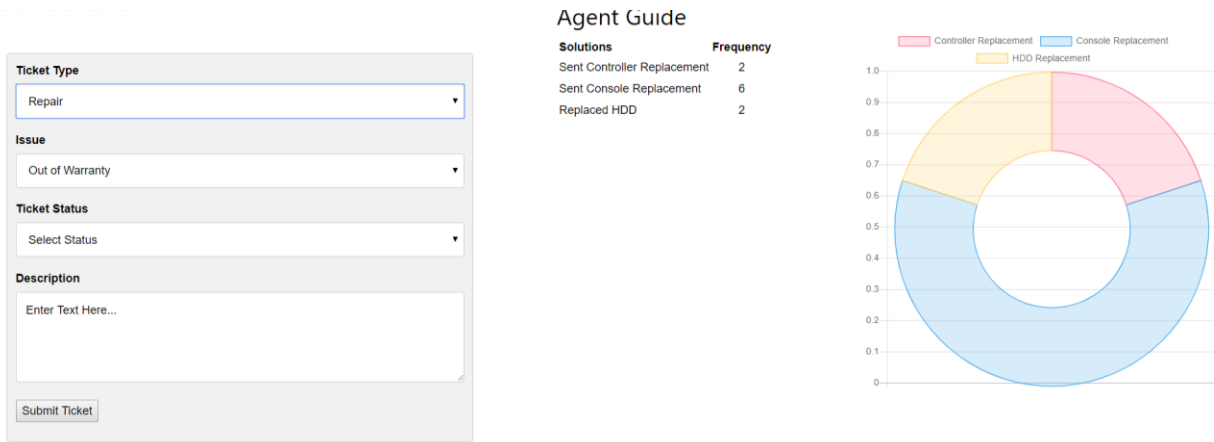 Agent Guide
Ticket Type
Repair
Issue
Out of Warranty
Ticket Status
Select Status
Description
Enter Text Here...
Submit Ticket
Solutions Frequency
Sent Controller Replacement 2
Sent Console Replacement 6
Replaced HDD 2
Controller Replacement Console Replacement
HDD Replacement
1.0
0.9
0.8
0.7
0.6
0.5
0.4
0.3
0.2
0.1
0